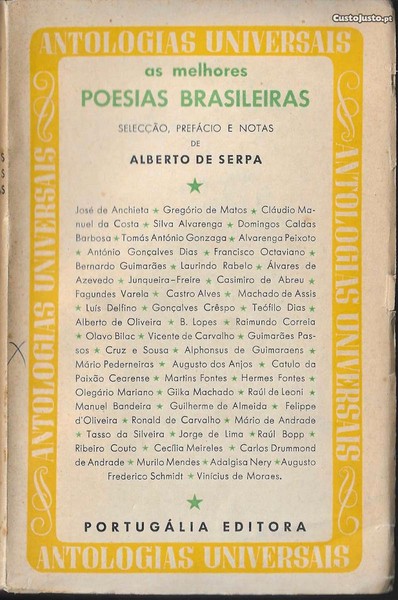 Custojusto.pt
ANTOLOGIAS UNIVERSAIS
as melhores
POESIAS BRASILEIRAS
SELECÇÃO, PREFÁCIO E NOTAS
DE
ALBERTO DE SERPA
★
José de Anchieta ★ Gregório de Matos ★ Cláudio Ma-
nuel da Costa ★ Silva Alvarenga ★ Domingos Caldas
Barbosa ★ Tomás António Gonzaga ★ Alvarenga Peixoto
★ António Gonçalves Dias ★ Francisco Octaviano ★
Bernardo Guimarães ★ Laurindo Rabelo ★ Álvares de
Azevedo ★ Junqueira-Freire ★ Casimiro de Abreu ★
Fagundes Varela ★ Castro Alves ★ Machado de Assis
★ Luís Delfino ★ Gonçalves Crêspo ★ Teófilo Dias ★
Alberto de Oliveira ★ B. Lopes ★ Raimundo Correia
★ Olavo Bilac ★ Vicente de Carvalho ★ Guimarães Pas-
sos ★ Cruz e Sousa ★ Alphonsus de Guimaraens ★
Mário Pederneiras ★ Augusto dos Anjos ★ Catulo da
Paixão Cearense ★ Martins Fontes ★ Hermes Fontes ★
Olegário Mariano ★ Gilka Machado ★ Raúl de Leoni ★
Manuel Bandeira ★ Guilherme de Almeida ★ Felippe
d'Oliveira ★ Ronald de Carvalho ★ Mário de Andrade
★ Tasso da Silveira ★ Jorge de Lima ★ Raúl Bopp ★
Ribeiro Couto ★ Cecília Meireles ★ Carlos Drummond
de Andrade ★ Murilo Mendes ★ Adalgisa Nery ★ Augusto
Frederico Schmidt ★ Vinícius de Moraes.
★
PORTUGÁLIA EDITORA
ANTOLOGIAS UNIVERSAIS
ANTOLOGIAS UNIVERSAIS
ANTOLOGIAS UNIVERSAIS